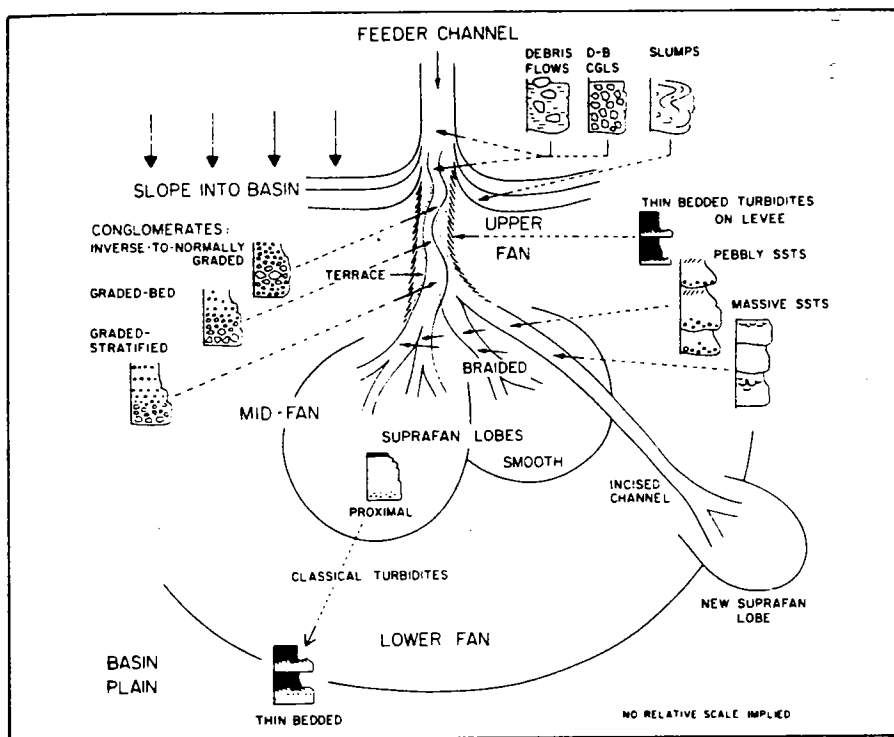 FEEDER CHANNEL
DEBRIS
FLOWS
D-B
CGLS
SLUMPS
SLOPE INTO BASIN
CONGLOMERATES:
INVERSE-TO-NORMALLY
GRADED
GRADED-BED
GRADED-
STRATIFIED
TERRACE
UPPER
FAN
THIN BEDDED TURBIDITES
ON LEVEE
PEBBLY SSTS
MASSIVE SSTS
BRAIDED
MID-FAN
SUPRAFAN LOBES
SMOOTH
PROXIMAL
INCISED
CHANNEL
CLASSICAL TURBIDITES
NEW SUPRAFAN
LOBE
LOWER FAN
BASIN
PLAIN
THIN BEDDED
NO RELATIVE SCALE IMPLIED